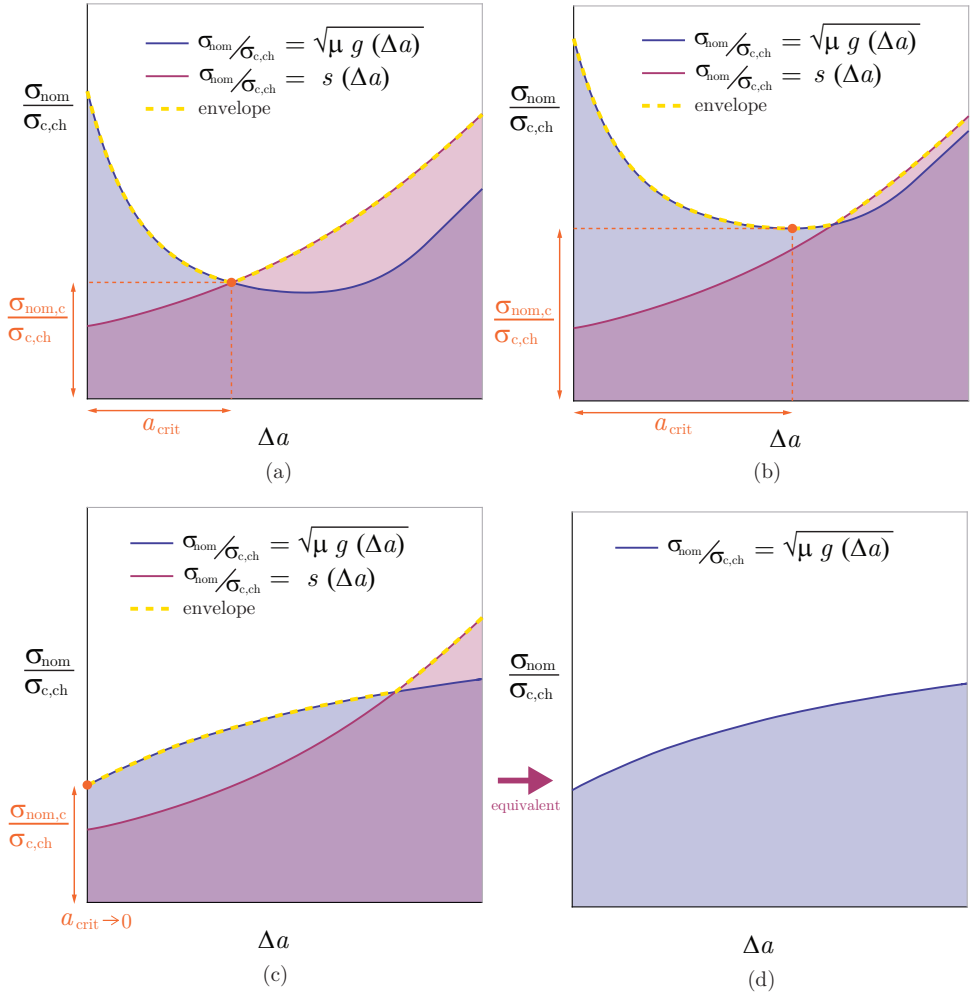 σnom/σc,ch = √μ g (Δa)
σnom/σc,ch = s (Δa)
envelope
σnom
σc,ch
σnom,c
σc,ch
acrit
Δa
(a)
σnom/σc,ch = √μ g (Δa)
σnom/σc,ch = s (Δa)
envelope
σnom
σc,ch
σnom,c
σc,ch
acrit
Δa
(b)
σnom/σc,ch = √μ g (Δa)
σnom/σc,ch = s (Δa)
envelope
σnom
σc,ch
σnom,c
σc,ch
acrit→0
Δa
(c)
equivalent
σnom/σc,ch = √μ g (Δa)
σnom
σc,ch
Δa
(d)